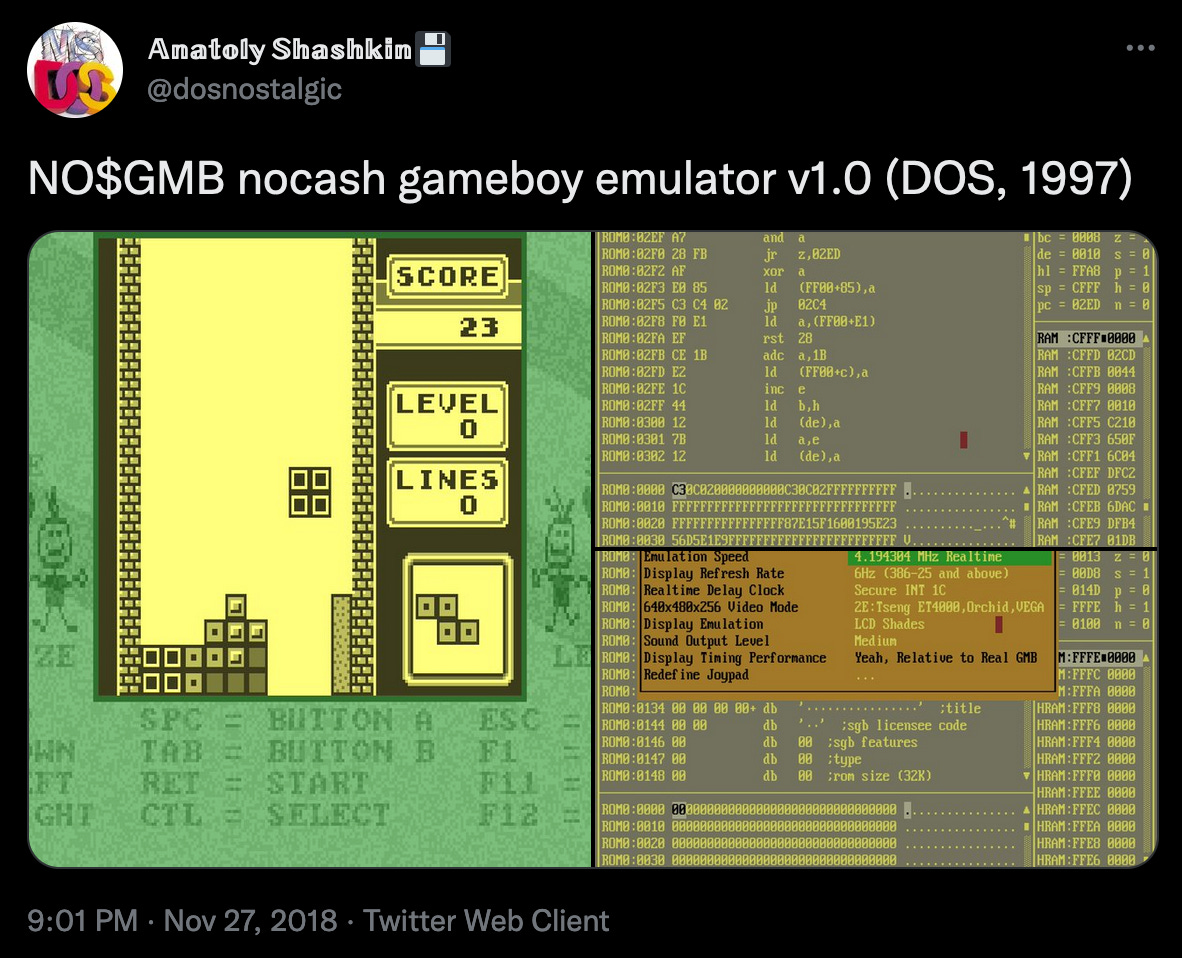 MS
DOS
Anatoly Shashkin💾
@dosnostalgic
NO$GMB nocash gameboy emulator v1.0 (DOS, 1997)
SCORE
23
LEVEL
0
LINES
0
ZE
LE
SPC = BUTTON A ESC =
WN TAB = BUTTON B F1 =
FT RET = START F11 =
GHT CTL = SELECT F12 =
ROM0:02EF A7 and a
ROM0:02F0 28 FB jr z,02ED
ROM0:02F2 AF xor a
ROM0:02F3 E0 85 ld (FF00+85),a
ROM0:02F5 C3 C4 02 jp 02C4
ROM0:02F8 F0 E1 ld a,(FF00+E1)
ROM0:02FA EF rst 28
ROM0:02FB CE 1B adc a,1B
ROM0:02FD E2 ld (FF00+c),a
ROM0:02FE 1C inc e
ROM0:02FF 44 ld b,h
ROM0:0300 12 ld (de),a
ROM0:0301 7B ld a,e
ROM0:0302 12 ld (de),a
ROM0:0000 C30C020000000000C30C02FFFFFFFFFF ................
ROM0:0010 FFFFFFFFFFFFFFFFFFFFFFFFFFFFFFFF ................
ROM0:0020 FFFFFFFFFFFFFFFF87E15F1600195E23 .........._...^#
ROM0:0030 56D5E1E9FFFFFFFFFFFFFFFFFFFFFFFF V...............
bc = 0008 z =
de = 0010 s = 0
hl = FFA8 p = 1
sp = CFFF h = 0
pc = 02ED n = 0
RAM :CFFF 0000
RAM :CFFD 02CD
RAM :CFFB 0044
RAM :CFF9 0008
RAM :CFF7 0010
RAM :CFF5 C210
RAM :CFF3 650F
RAM :CFF1 6C04
RAM :CFEF DFC2
RAM :CFED 0759
RAM :CFEB 6DAC
RAM :CFE9 DFB4
RAM :CFE7 01DB
Emulation Speed 4.194304 MHz Realtime
Display Refresh Rate 6Hz (386-25 and above)
Realtime Delay Clock Secure INT 1C
640x480x256 Video Mode 2E:Tseng ET4000,Orchid,VEGA
Display Emulation LCD Shades
Sound Output Level Medium
Display Timing Performance Yeah, Relative to Real GMB
Redefine Joypad ...
ROM0:0134 00 00 00 00+ db '................' ;title
ROM0:0144 00 00 db '..' ;sgb licensee code
ROM0:0146 00 db 00 ;sgb features
ROM0:0147 00 db 00 ;type
ROM0:0148 00 db 00 ;rom size (32K)
ROM0:0000 00000000000000000000000000000000 ................
ROM0:0010 00000000000000000000000000000000 ................
ROM0:0020 00000000000000000000000000000000 ................
ROM0:0030 00000000000000000000000000000000 ................
= 0013 z = 0
= 00D8 s = 1
= 014D p = 0
= FFFE h = 1
= 0100 n = 0
M:FFFE 0000
M:FFFC 0000
M:FFFA 0000
HRAM:FFF8 0000
HRAM:FFF6 0000
HRAM:FFF4 0000
HRAM:FFF2 0000
HRAM:FFF0 0000
HRAM:FFEE 0000
HRAM:FFEC 0000
HRAM:FFEA 0000
HRAM:FFE8 0000
HRAM:FFE6 0000
9:01 PM · Nov 27, 2018 · Twitter Web Client